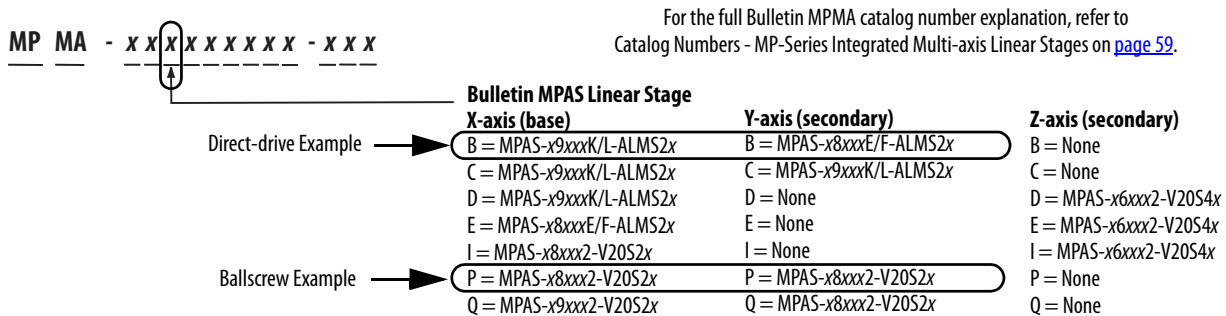 For the full Bulletin MPMA catalog number explanation, refer to
Catalog Numbers - MP-Series Integrated Multi-axis Linear Stages on page 59.
MP MA - x x x x x x x x x - x x x
Bulletin MPAS Linear Stage
X-axis (base) Y-axis (secondary) Z-axis (secondary)
Direct-drive Example B = MPAS-x9xxxK/L-ALMS2x B = MPAS-x8xxxE/F-ALMS2x B = None
C = MPAS-x9xxxK/L-ALMS2x C = MPAS-x9xxxK/L-ALMS2x C = None
D = MPAS-x9xxxK/L-ALMS2x D = None D = MPAS-x6xxx2-V20S4x
E = MPAS-x8xxxE/F-ALMS2x E = None E = MPAS-x6xxx2-V20S4x
I = MPAS-x8xxx2-V20S2x I = None I = MPAS-x6xxx2-V20S4x
Ballscrew Example P = MPAS-x8xxx2-V20S2x P = MPAS-x8xxx2-V20S2x P = None
Q = MPAS-x9xxx2-V20S2x Q = MPAS-x8xxx2-V20S2x Q = None